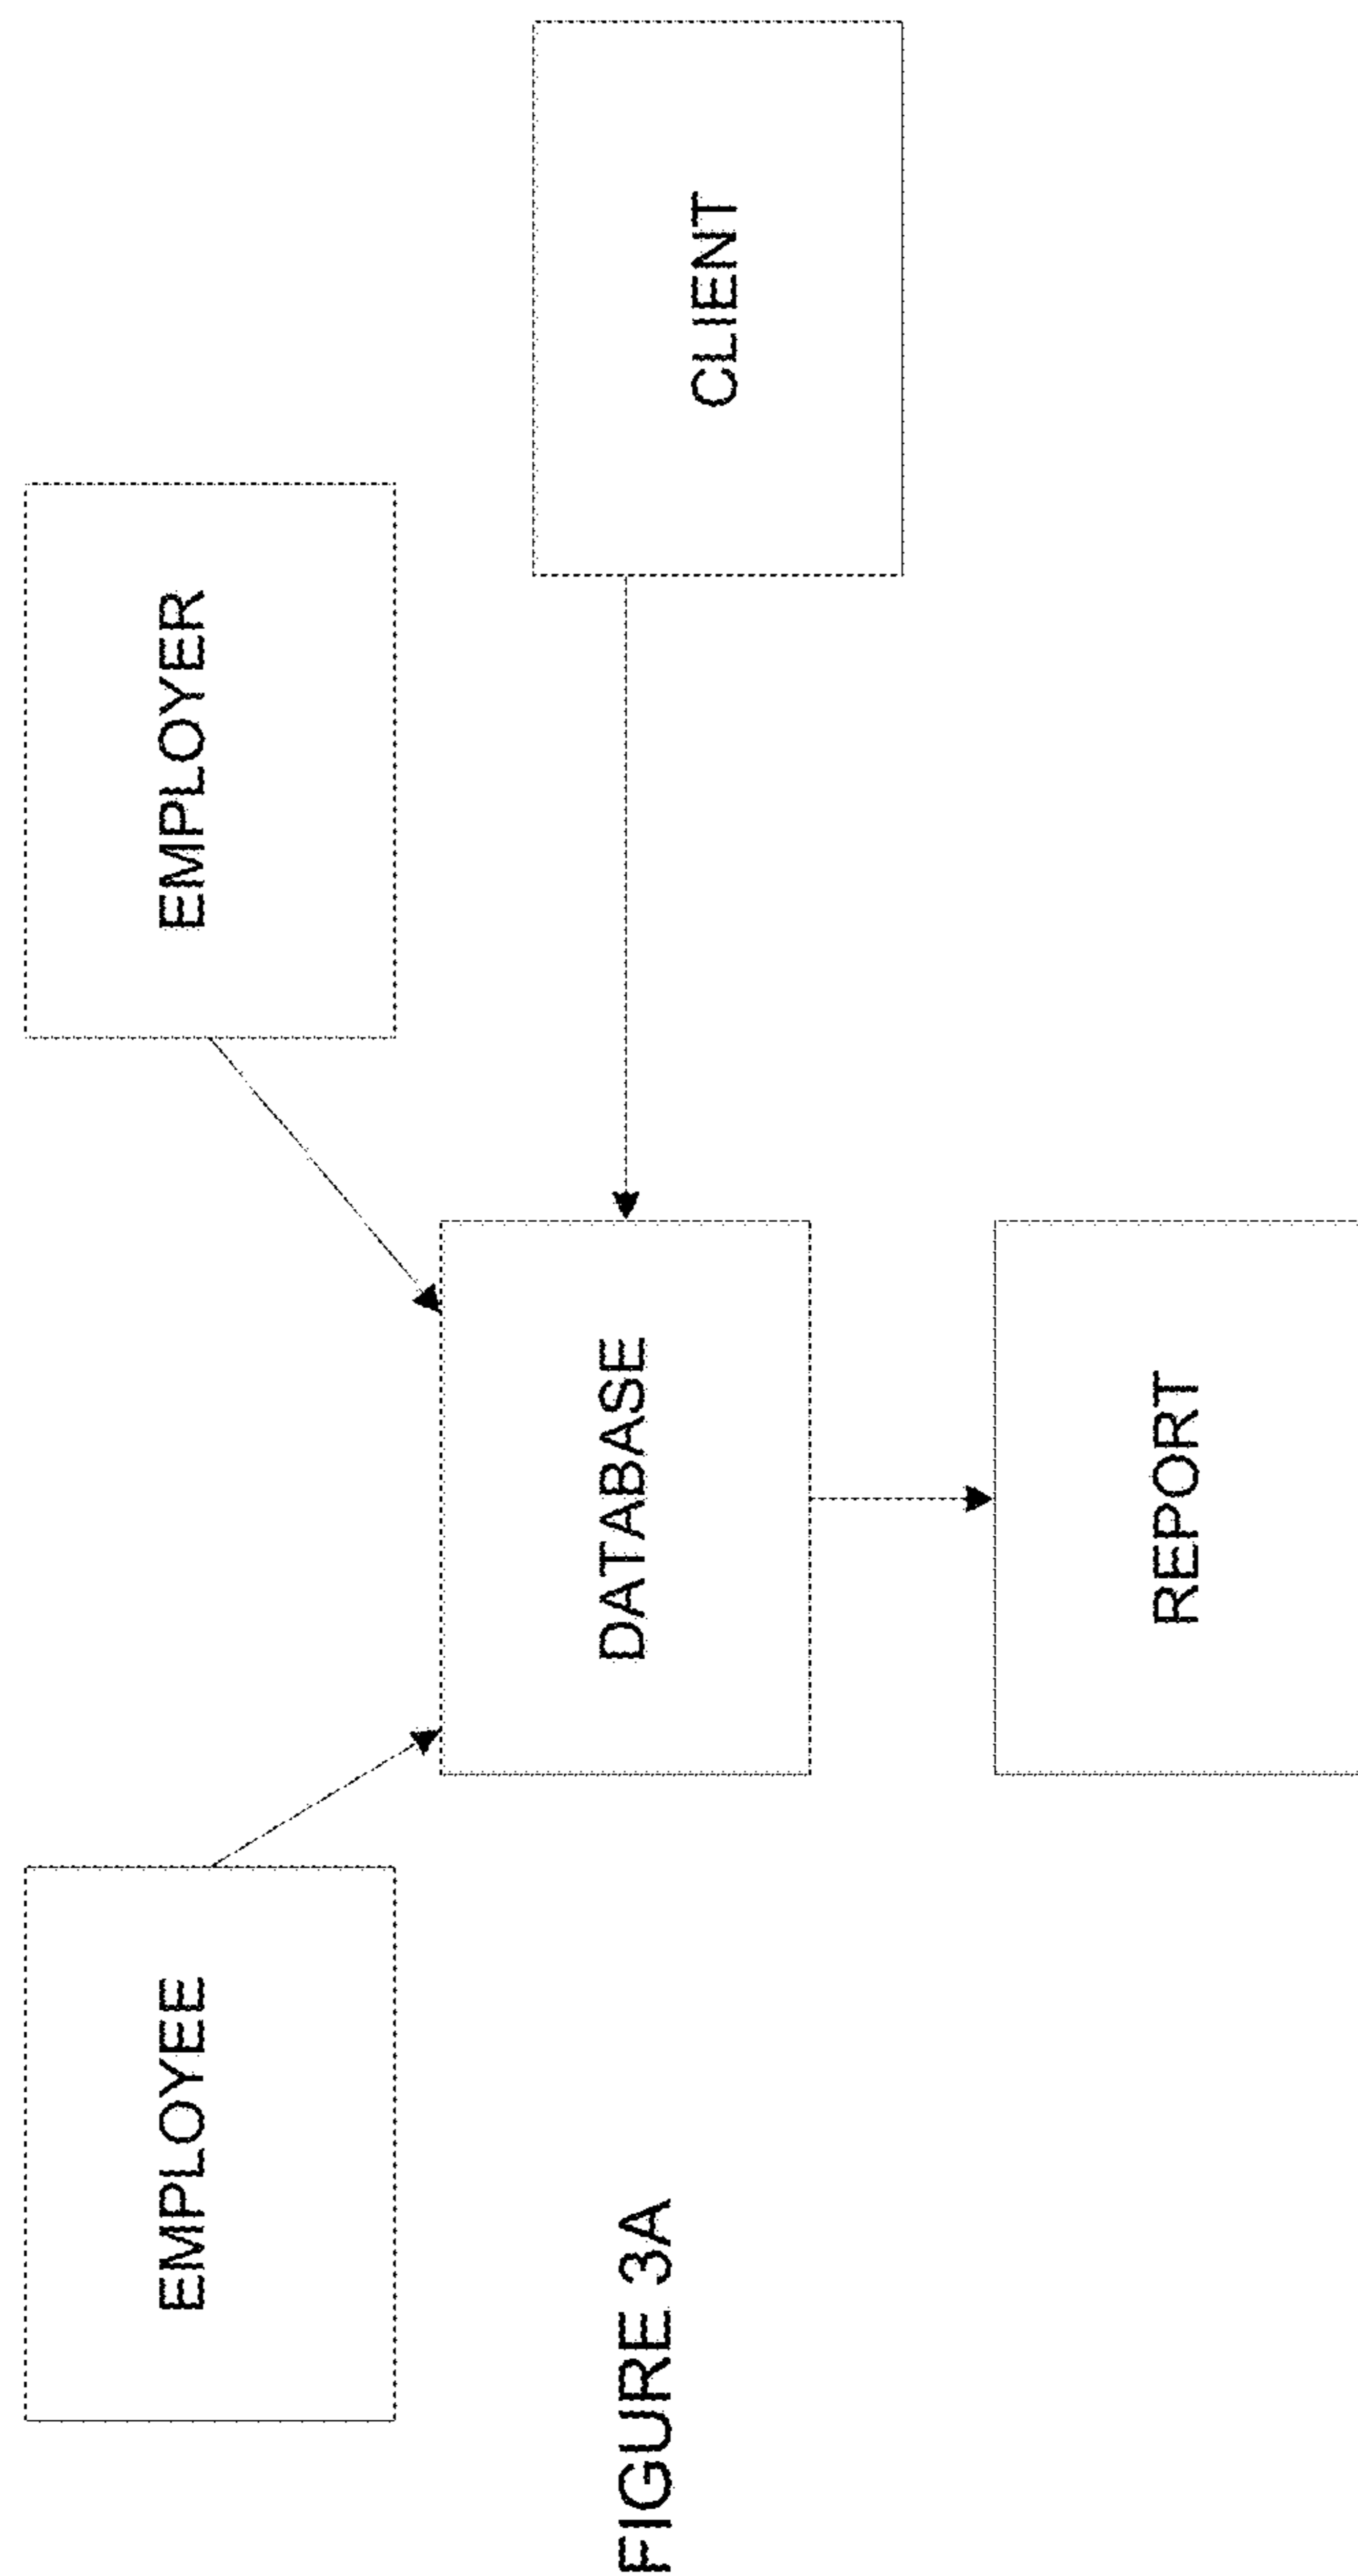 EMPLOYEE
EMPLOYER
DATABASE
CLIENT
REPORT
FIGURE 3A